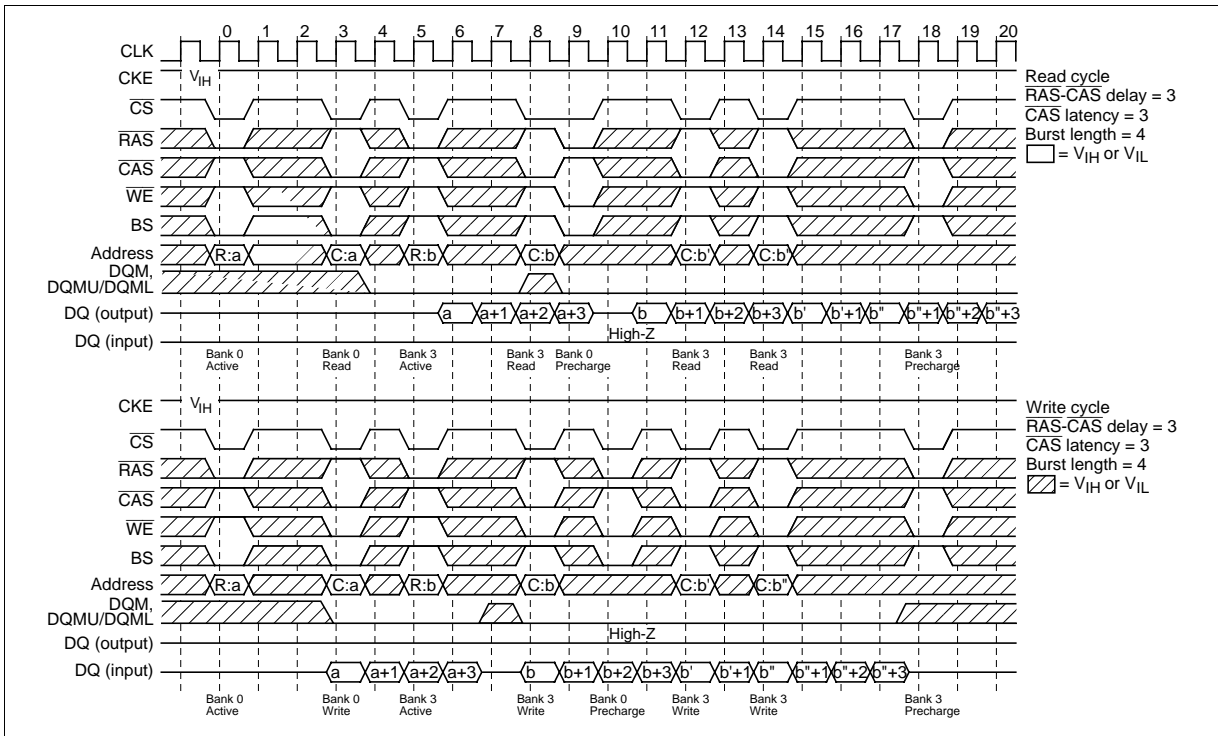 0 1 2 3 4 5 6 7 8 9 10 11 12 13 14 15 16 17 18 19 20
CLK
CKE VIH
CS
RAS
CAS
WE
BS
Address R:a C:a R:b C:b C:b' C:b"
DQM,
DQMU/DQML
DQ (output) a a+1 a+2 a+3 b b+1 b+2 b+3 b' b'+1 b" b"+1 b"+2 b"+3
High-Z
DQ (input)
Bank 0 Active
Bank 0 Read
Bank 3 Active
Bank 3 Read
Bank 0 Precharge
Bank 3 Read
Bank 3 Read
Bank 3 Precharge
Read cycle
RAS-CAS delay = 3
CAS latency = 3
Burst length = 4
= VIH or VIL
CKE VIH
CS
RAS
CAS
WE
BS
Address R:a C:a R:b C:b C:b' C:b"
DQM,
DQMU/DQML
High-Z
DQ (output)
DQ (input) a a+1 a+2 a+3 b b+1 b+2 b+3 b' b'+1 b" b"+1 b"+2 b"+3
Bank 0 Active
Bank 0 Write
Bank 3 Active
Bank 3 Write
Bank 0 Precharge
Bank 3 Write
Bank 3 Write
Bank 3 Precharge
Write cycle
RAS-CAS delay = 3
CAS latency = 3
Burst length = 4
= VIH or VIL